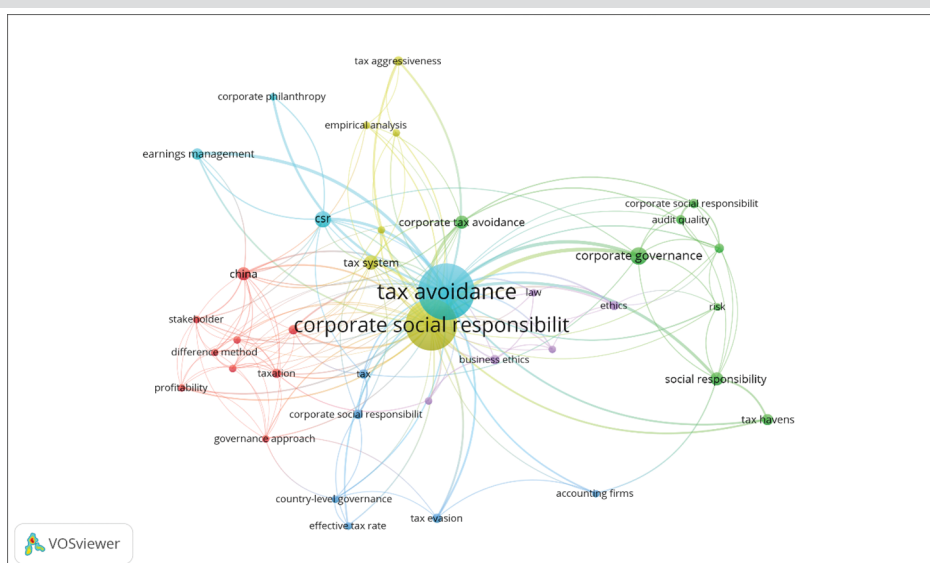 tax aggressiveness
corporate philanthropy
empirical analysis
earnings management
corporate social responsibilit
audit quality
csr
corporate tax avoidance
corporate governance
tax system
china
tax avoidance
law
ethics
risk
stakeholder
corporate social responsibilit
difference method
business ethics
taxation
tax
social responsibility
profitability
corporate social responsibilit
tax havens
governance approach
accounting firms
country-level governance
tax evasion
effective tax rate
VOSviewer